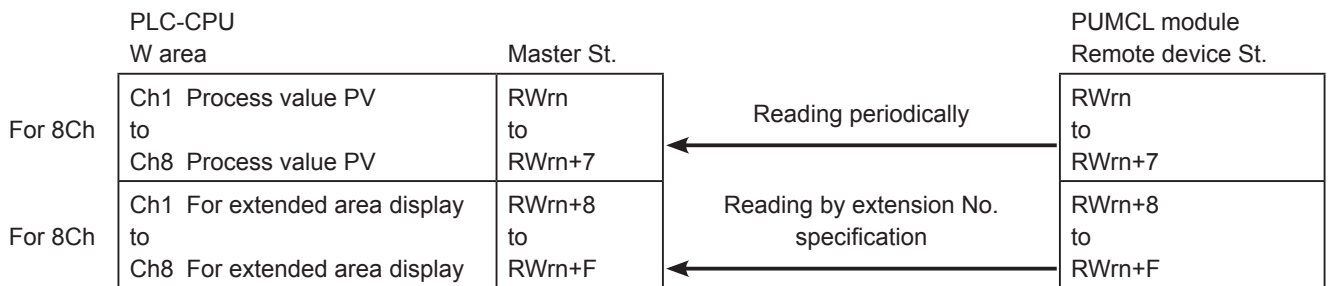 PLC-CPU
W area
Master St.
PUMCL module
Remote device St.
For 8Ch
Ch1 Process value PV
to
Ch8 Process value PV
RWrn
to
RWrn+7
Reading periodically
RWrn
to
RWrn+7
For 8Ch
Ch1 For extended area display
to
Ch8 For extended area display
RWrn+8
to
RWrn+F
Reading by extension No.
specification
RWrn+8
to
RWrn+F